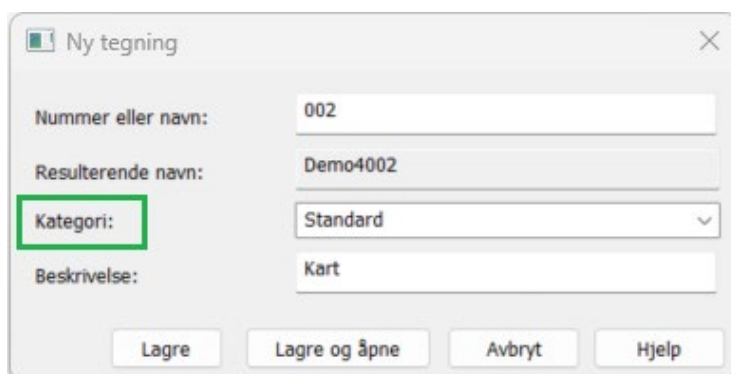 Ny tegning
Nummer eller navn: 002
Resulterende navn: Demo4002
Kategori: Standard
Beskrivelse: Kart
Lagre Lagre og åpne Avbryt Hjelp